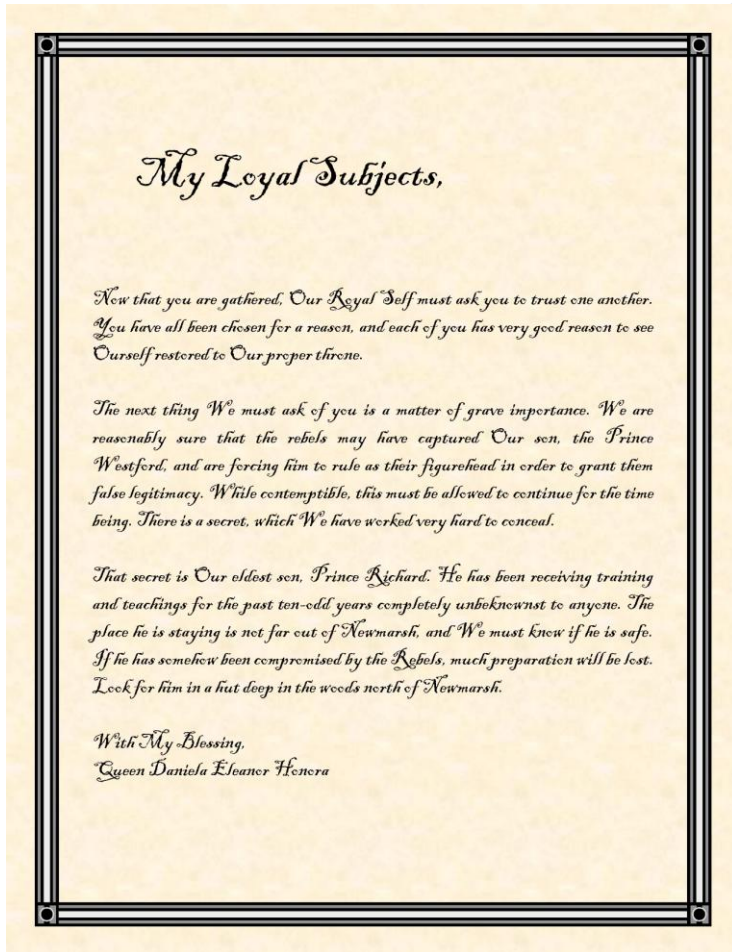 My Loyal Subjects,
Now that you are gathered, Our Royal Self must ask you to trust one another.
You have all been chosen for a reason, and each of you has very good reason to see
Ourself restored to Our proper throne.
The next thing We must ask of you is a matter of grave importance. We are
reasonably sure that the rebels may have captured Our son, the Prince
Westford, and are forcing him to rule as their figurehead in order to grant them
false legitimacy. While contemptible, this must be allowed to continue for the time
being. There is a secret, which We have worked very hard to conceal.
That secret is Our eldest son, Prince Richard. He has been receiving training
and teachings for the past ten-odd years completely unbeknownst to anyone. The
place he is staying is not far out of Newmarsh, and We must know if he is safe.
If he has somehow been compromised by the Rebels, much preparation will be lost.
Look for him in a hut deep in the woods north of Newmarsh.
With My Blessing,
Queen Daniela Eleanor Honora